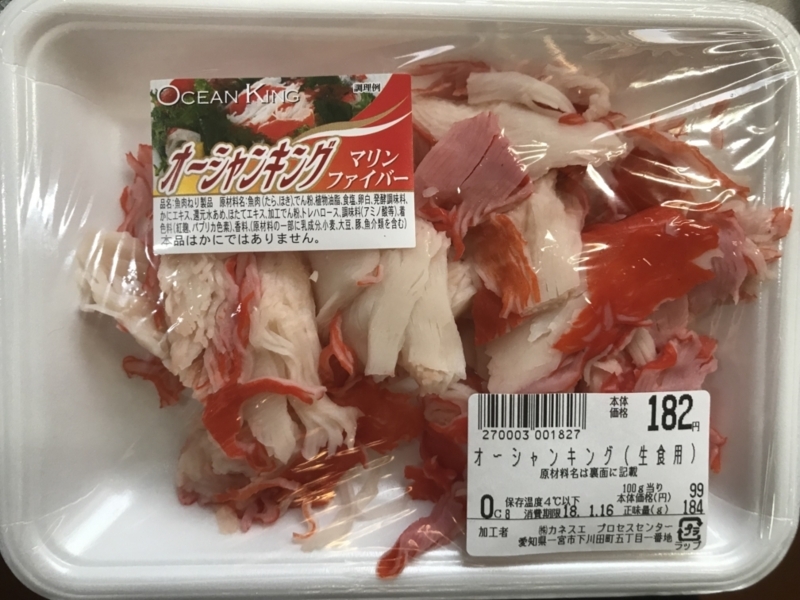 OCEAN KING
調理例
オーシャンキング マリン
ファイバー
品名:魚肉ねり製品 原材料名:魚肉(たら、ほき)、でん粉、植物油脂、食塩、卵白、発酵調味料、
かにエキス、還元水あめ、ほたてエキス、加工でん粉、トレハロース、調味料(アミノ酸等)、着
色料(紅麹、パプリカ色素)、香料、(原材料の一部に乳成分、小麦、大豆、豚、魚介類を含む)
本品はかにではありません。
本体
価格 182円
270003 001827
オーシャンキング(生食用)
原材料名は裏面に記載
100g当り
本体価格(円) 99
保存温度4℃以下
消費期限18. 1.16 正味量(g) 184
加工者 ㈱カネスエ プロセスセンター
愛知県一宮市下川田町五丁目一番地
プラ
ラップ